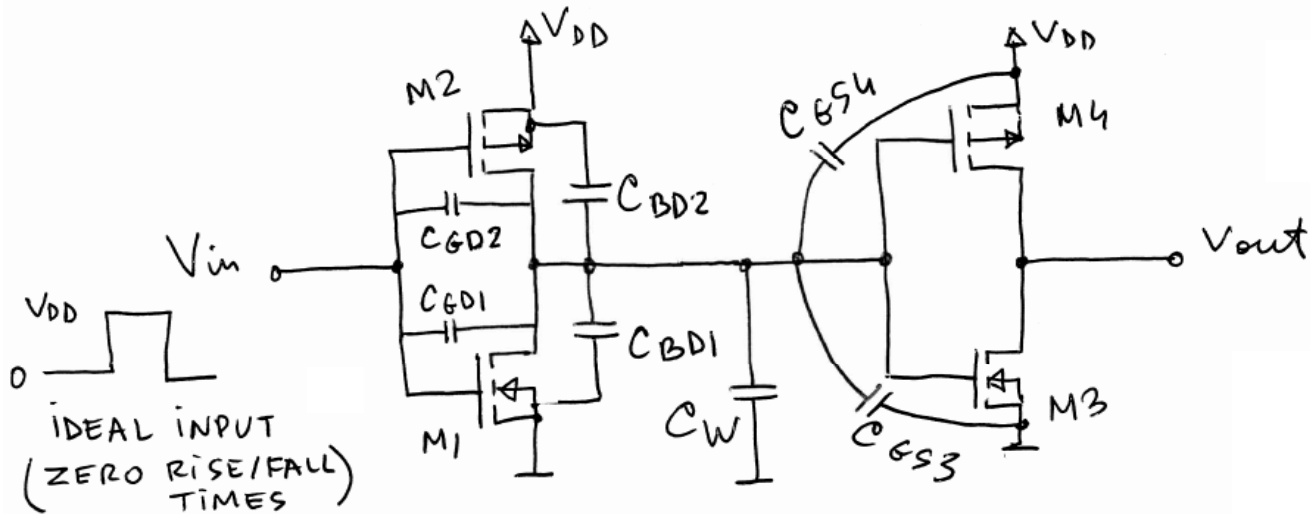 VDD
VDD
M2
CGS4
M4
CBD2
CGD2
Vin
Vout
CGD1
VDD
CBD1
0
CW
M3
M1
CGS3
iDEAL iNPUT
(ZERO RiSE/FALL)
TiMES